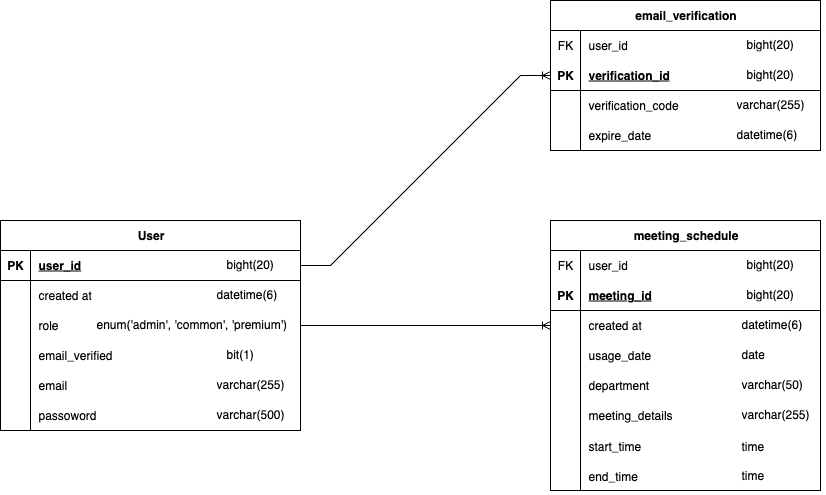 email_verification
FK user_id bight(20)
PK verification_id bight(20)
verification_code varchar(255)
expire_date datetime(6)
User
PK user_id bight(20)
created at datetime(6)
role enum('admin', 'common', 'premium')
email_verified bit(1)
email varchar(255)
passoword varchar(500)
meeting_schedule
FK user_id bight(20)
PK meeting_id bight(20)
created at datetime(6)
usage_date date
department varchar(50)
meeting_details varchar(255)
start_time time
end_time time